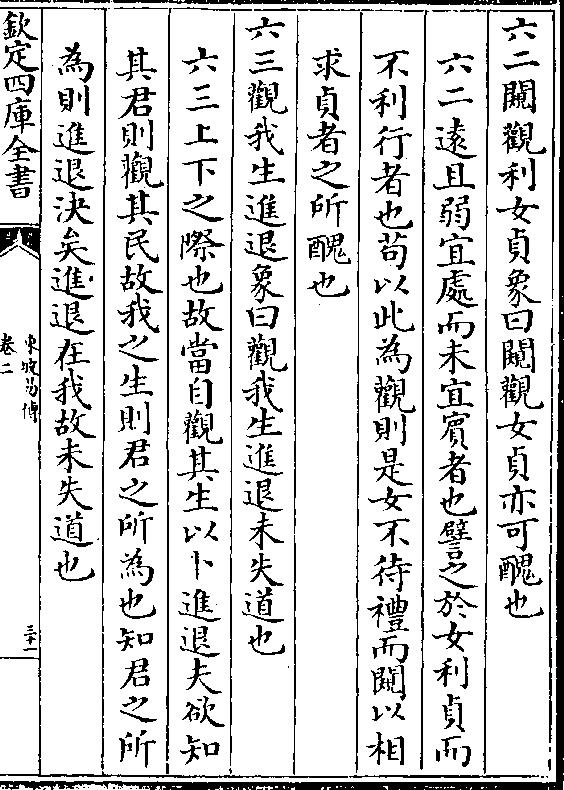 六二闚觀利女貞象曰闚觀女貞亦可醜也
六二遠且弱宜處而未宜賓者也譬之於女利貞而
不利行者也苟以此為觀則是女不待禮而闚以相
求貞者之所醜也
六三觀我生進退象曰觀我生進退未失道也
六三上下之際也故當自觀其生以卜進退夫欲知
其君則觀其民故我之生則君之所為也知君之所
為則進退決矣進退在我故未失道也
欽定四庫全書
東坡易傳
卷二
三十一